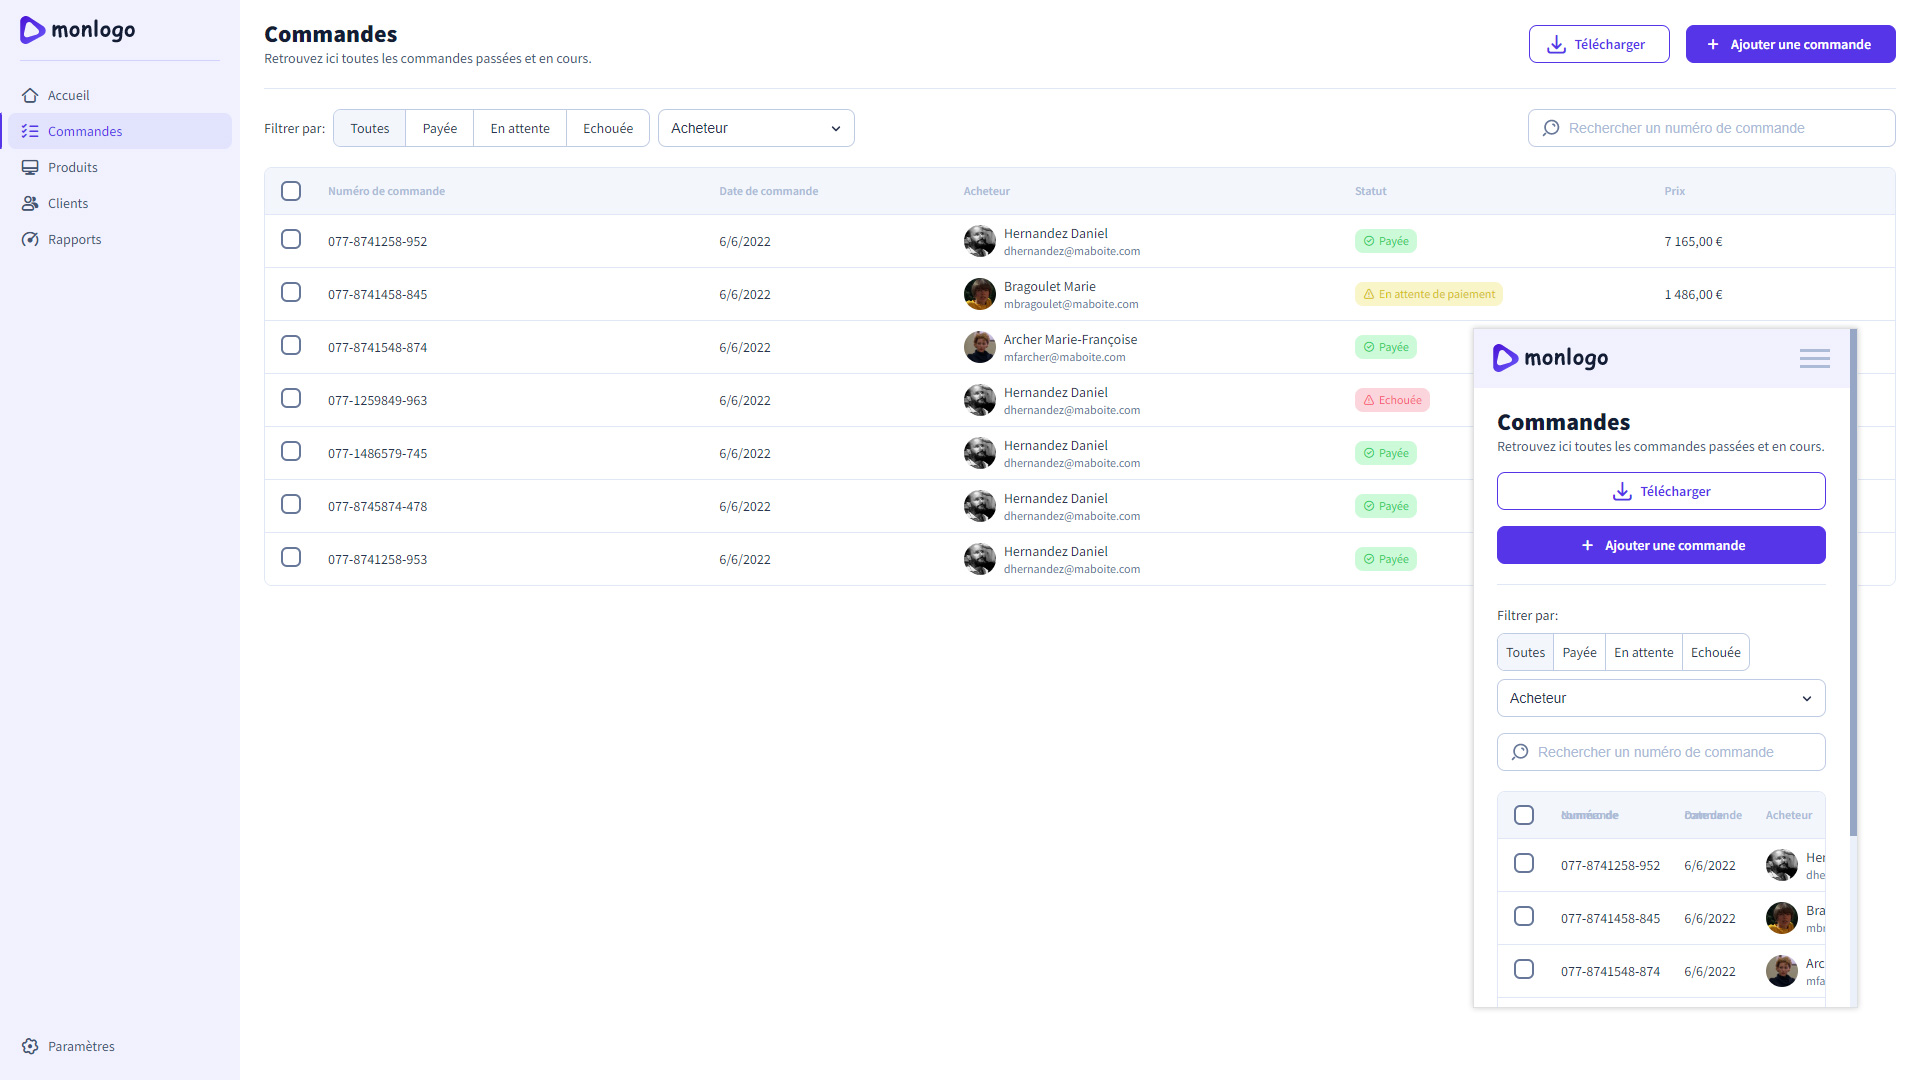 monlogo
Accueil
Commandes
Produits
Clients
Rapports
Paramètres
Commandes
Retrouvez ici toutes les commandes passées et en cours.
Télécharger
+ Ajouter une commande
Filtrer par:
Toutes
Payée
En attente
Echouée
Acheteur
Rechercher un numéro de commande
Numéro de commande Date de commande Acheteur Statut Prix
077-8741258-952 6/6/2022 Hernandez Daniel Payée 7 165,00 €
dhernandez@maboite.com
077-8741458-845 6/6/2022 Bragoulet Marie En attente de paiement 1 486,00 €
mbragoulet@maboite.com
077-8741548-874 6/6/2022 Archer Marie-Françoise Payée
mfarcher@maboite.com
077-1259849-963 6/6/2022 Hernandez Daniel Echouée
dhernandez@maboite.com
077-1486579-745 6/6/2022 Hernandez Daniel Payée
dhernandez@maboite.com
077-8745874-478 6/6/2022 Hernandez Daniel Payée
dhernandez@maboite.com
077-8741258-953 6/6/2022 Hernandez Daniel Payée
dhernandez@maboite.com
monlogo
Commandes
Retrouvez ici toutes les commandes passées et en cours.
Télécharger
+ Ajouter une commande
Filtrer par:
Toutes
Payée
En attente
Echouée
Acheteur
Rechercher un numéro de commande
Acheteur
077-8741258-952 6/6/2022 Her
dhe
077-8741458-845 6/6/2022 Bra
mbr
077-8741548-874 6/6/2022 Arc
mfa